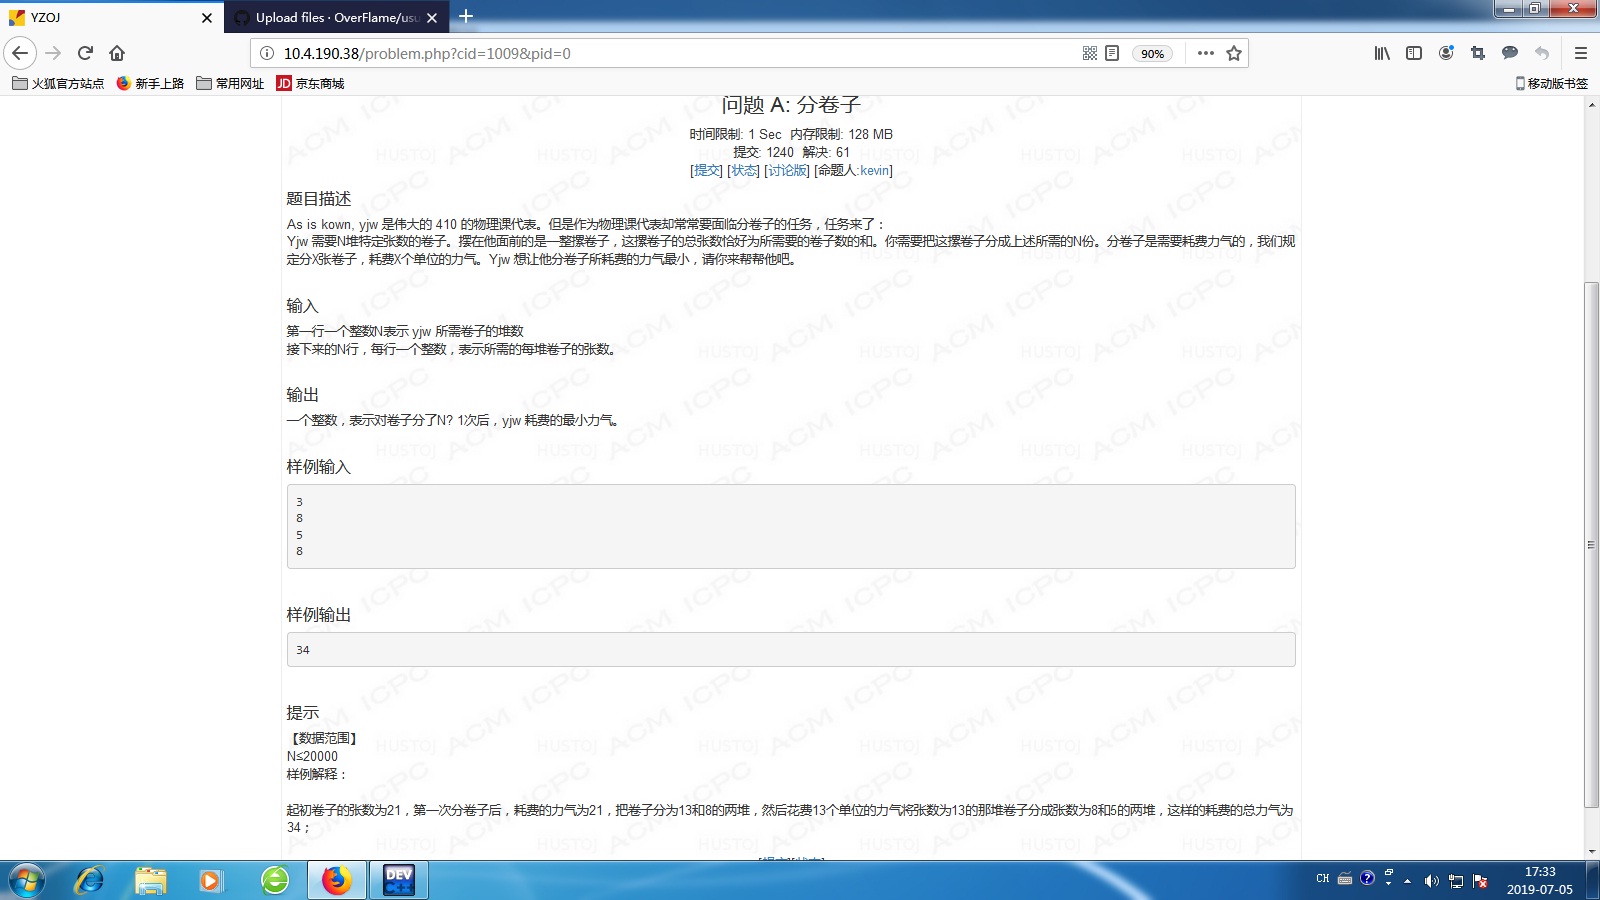 YZOJ
Upload files · OverFlame/usu
10.4.190.38/problem.php?cid=1009&pid=0
90%
火狐官方站点
新手上路
常用网址
JD 京东商城
移动版书签
问题 A: 分卷子
时间限制: 1 Sec 内存限制: 128 MB
提交: 1240 解决: 61
[提交] [状态] [讨论版] [命题人:kevin]
题目描述
As is kown, yjw 是伟大的 410 的物理课代表。但是作为物理课代表却常常要面临分卷子的任务，任务来了：
Yjw 需要N堆特定张数的卷子。摆在他面前的是一整摞卷子，这摞卷子的总张数恰好为所需要的卷子数的和。你需要把这摞卷子分成上述所需的N份。分卷子是需要耗费力气的，我们规
定分X张卷子，耗费X个单位的力气。Yjw 想让他分卷子所耗费的力气最小，请你来帮帮他吧。
输入
第一行一个整数N表示 yjw 所需卷子的堆数
接下来的N行，每行一个整数，表示所需的每堆卷子的张数。
输出
一个整数，表示对卷子分了N? 1次后，yjw 耗费的最小力气。
样例输入
3
8
5
8
样例输出
34
提示
【数据范围】
N≤20000
样例解释：
起初卷子的张数为21，第一次分卷子后，耗费的力气为21，把卷子分为13和8的两堆，然后花费13个单位的力气将张数为13的那堆卷子分成张数为8和5的两堆，这样的耗费的总力气为
34；
DEV
C++
CH
17:33
2019-07-05